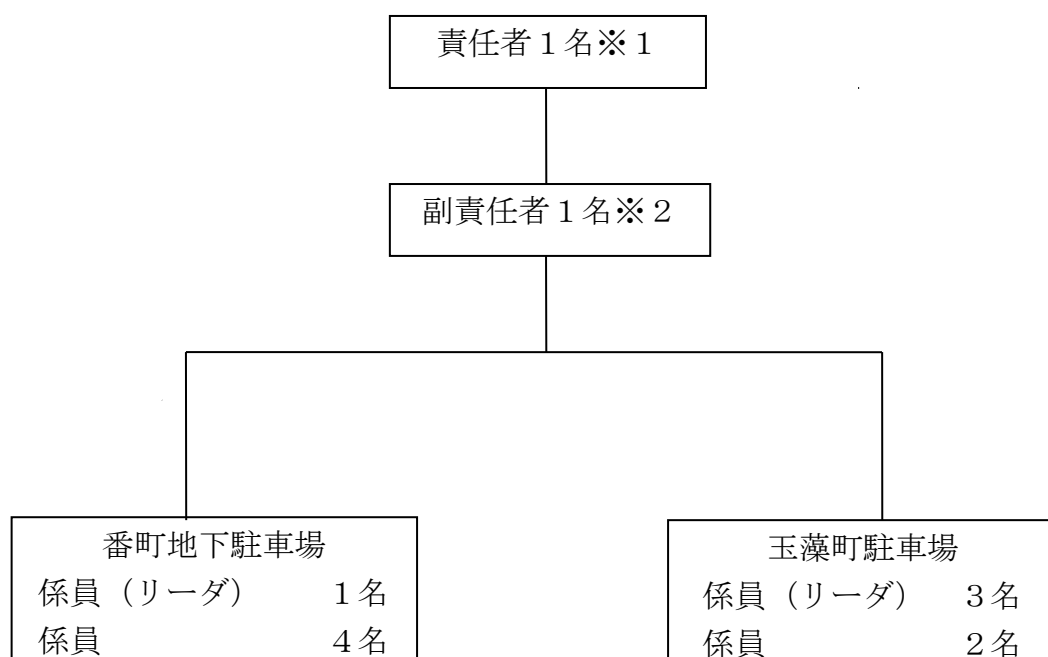 責任者１名※１
副責任者１名※２
番町地下駐車場
係員（リーダ）　１名
係員　４名
玉藻町駐車場
係員（リーダ）　３名
係員　２名